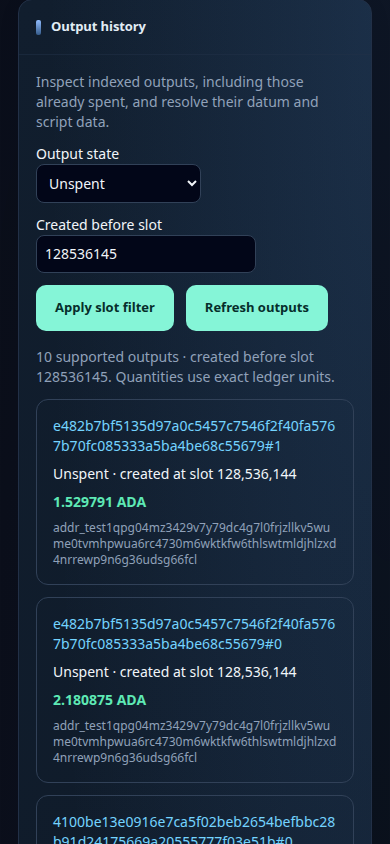 Output history
Inspect indexed outputs, including those
already spent, and resolve their datum and
script data.
Output state
Unspent
Created before slot
128536145
Apply slot filter
Refresh outputs
10 supported outputs · created before slot
128536145. Quantities use exact ledger units.
e482b7bf5135d97a0c5457c7546f2f40fa576
7b70fc085333a5ba4be68c55679#1
Unspent · created at slot 128,536,144
1.529791 ADA
addr_test1qpg04mz3429v7y79dc4g7l0frjzllkv5wu
me0tvmhpwua6rc4730m6wktkfw6thlswtmldjhlzxd
4nrrewp9n6g36udsg66fcl
e482b7bf5135d97a0c5457c7546f2f40fa576
7b70fc085333a5ba4be68c55679#0
Unspent · created at slot 128,536,144
2.180875 ADA
addr_test1qpg04mz3429v7y79dc4g7l0frjzllkv5wu
me0tvmhpwua6rc4730m6wktkfw6thlswtmldjhlzxd
4nrrewp9n6g36udsg66fcl
4100be13e0916e7ca5f02beb2654befbbc28
b91d24175669a20555777f03e51b#0